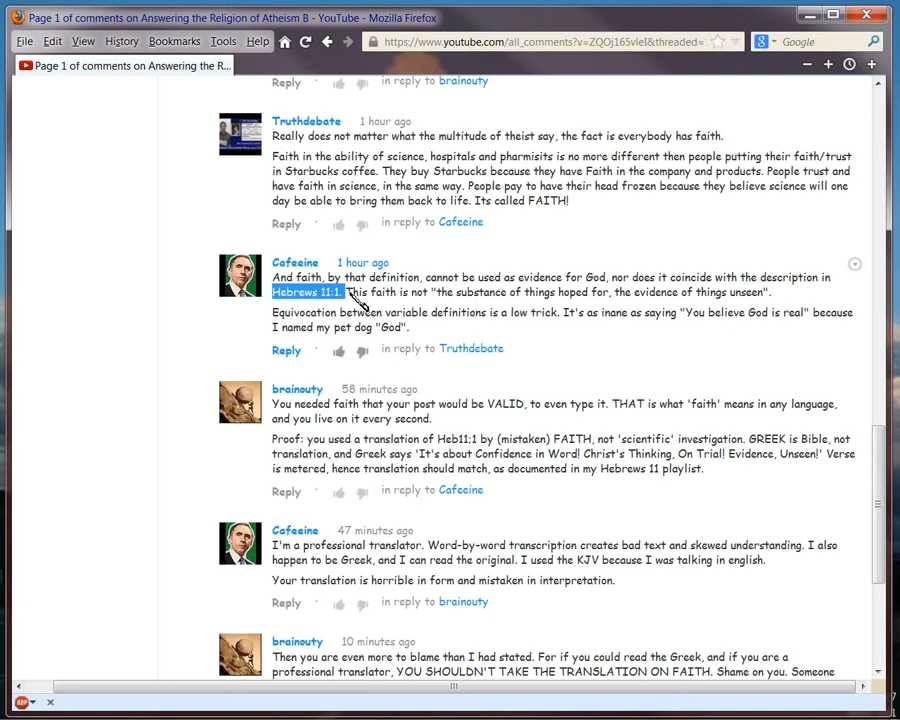 Page 1 of comments on Answering the Religion of Atheism B - YouTube - Mozilla Firefox
File Edit View History Bookmarks Tools Help
https://www.youtube.com/all_comments?v=ZQOj165vleI&threaded=
Google
Page 1 of comments on Answering the R...
Reply · in reply to brainouty
Truthdebate 1 hour ago
Really does not matter what the multitude of theist say, the fact is everybody has faith.
Faith in the ability of science, hospitals and pharmisits is no more different then people putting their faith/trust
in Starbucks coffee. They buy Starbucks because they have Faith in the company and products. People trust and
have faith in science, in the same way. People pay to have their head frozen because they believe science will one
day be able to bring them back to life. Its called FAITH!
Reply · in reply to Cafeeine
Cafeeine 1 hour ago
And faith, by that definition, cannot be used as evidence for God, nor does it coincide with the description in
Hebrews 11:1. This faith is not "the substance of things hoped for, the evidence of things unseen".
Equivocation between variable definitions is a low trick. It's as inane as saying "You believe God is real" because
I named my pet dog "God".
Reply · in reply to Truthdebate
brainouty 58 minutes ago
You needed faith that your post would be VALID, to even type it. THAT is what 'faith' means in any language,
and you live on it every second.
Proof: you used a translation of Heb11;1 by (mistaken) FAITH, not 'scientific' investigation. GREEK is Bible, not
translation, and Greek says 'It's about Confidence in Word! Christ's Thinking, On Trial! Evidence, Unseen!' Verse
is metered, hence translation should match, as documented in my Hebrews 11 playlist.
Reply · in reply to Cafeeine
Cafeeine 47 minutes ago
I'm a professional translator. Word-by-word transcription creates bad text and skewed understanding. I also
happen to be Greek, and I can read the original. I used the KJV because I was talking in english.
Your translation is horrible in form and mistaken in interpretation.
Reply · in reply to brainouty
brainouty 10 minutes ago
Then you are even more to blame than I had stated. For if you could read the Greek, and if you are a
professional translator, YOU SHOULDN'T TAKE THE TRANSLATION ON FAITH. Shame on you. Someone
ABP